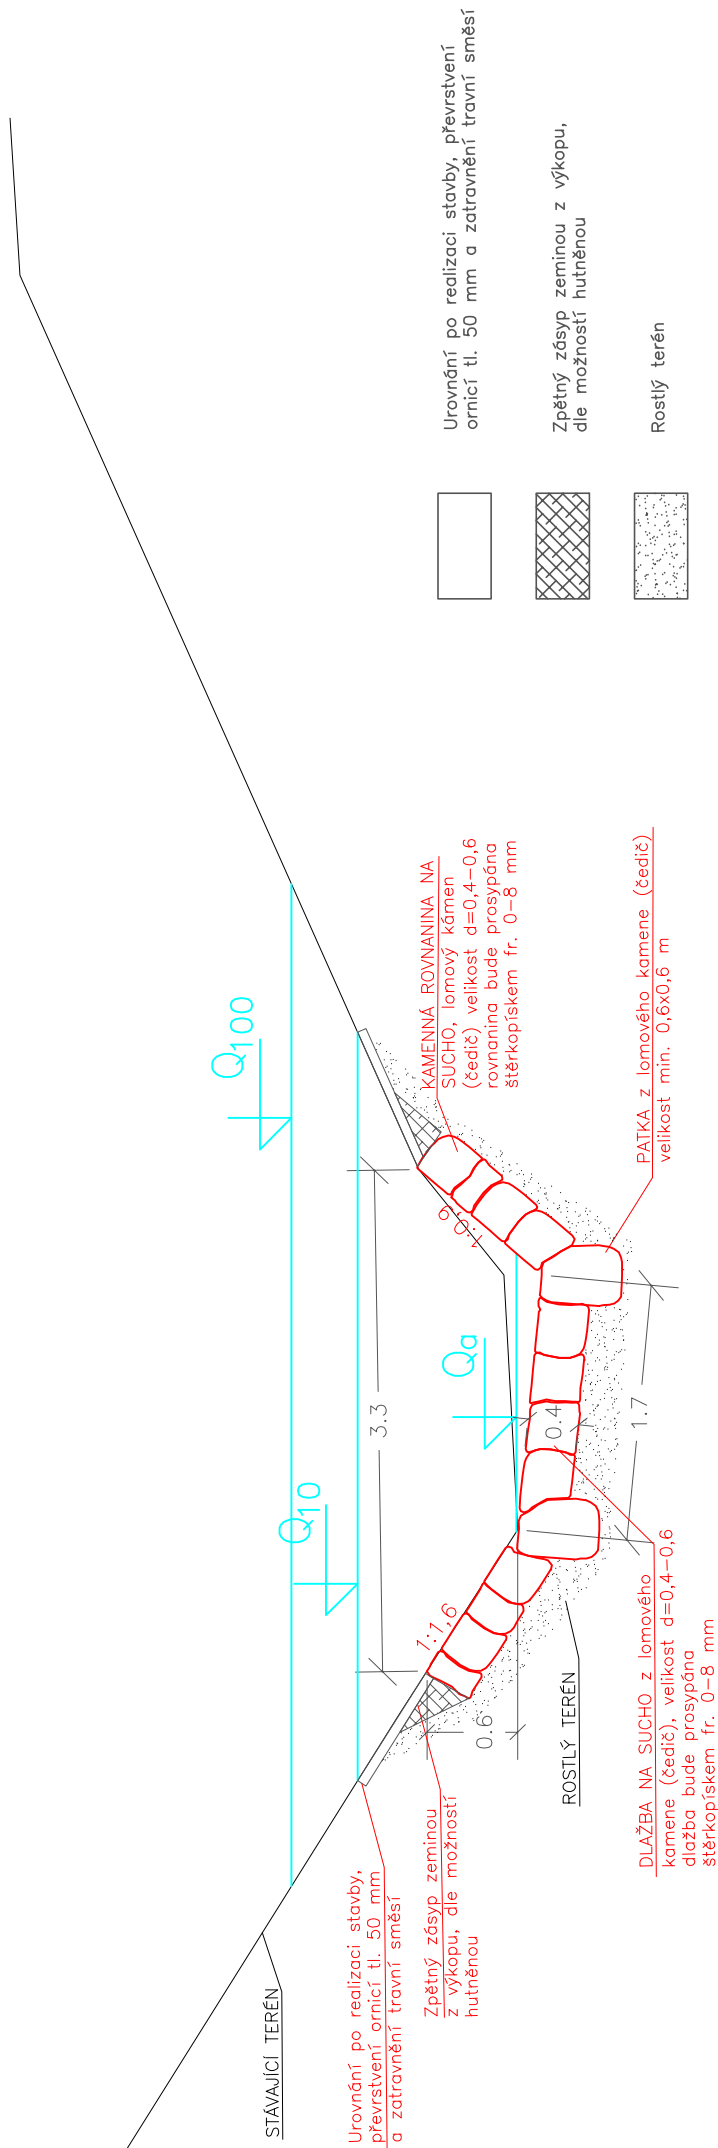 STÁVAJÍCÍ TERÉN
Urovnání po realizaci stavby,
převrstvení ornicí tl. 50 mm
a zatravnění travní směsí
Zpětný zásyp zeminou
z výkopu, dle možností
hutněnou
ROSTLÝ TERÉN
DLAŽBA NA SUCHO z lomového
kamene (čedič), velikost d=0,4-0,6
dlažba bude prosypána
štěrkopískem fr. 0-8 mm
0.6
1:1,6
Q10
3.3
Qa
0.4
1.7
Q100
1:0,9
KAMENNÁ ROVNANINA NA
SUCHO, lomový kámen
(čedič) velikost d=0,4-0,6
rovnanina bude prosypána
štěrkopískem fr. 0-8 mm
PATKA z lomového kamene (čedič)
velikost min. 0,6x0,6 m
Urovnání po realizaci stavby, převrstvení
ornicí tl. 50 mm a zatravnění travní směsí
Zpětný zásyp zeminou z výkopu,
dle možností hutněnou
Rostlý terén